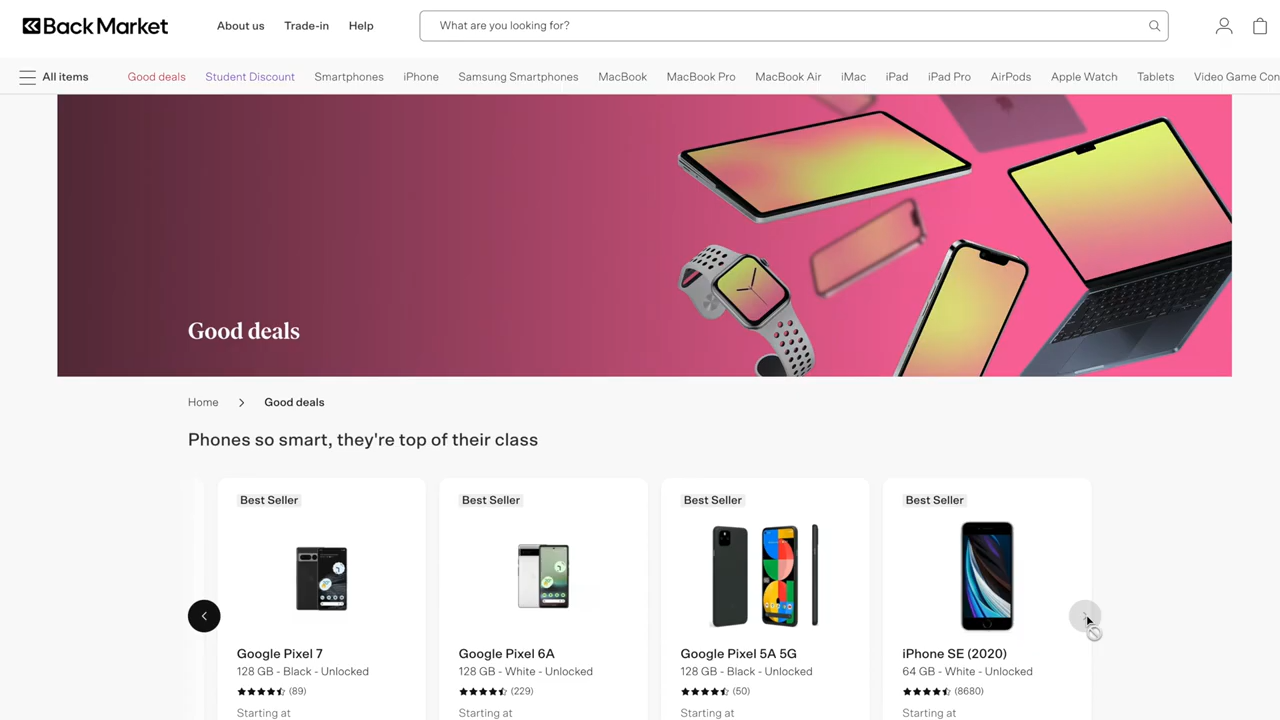 Back Market
About us
Trade-in
Help
What are you looking for?
All items
Good deals
Student Discount
Smartphones
iPhone
Samsung Smartphones
MacBook
MacBook
MacBook Air
iMac
iPad
iPad Pro
AirPods
Apple Watch
Tablets
Video Game Con
Good deals
Home
Good deals
Phones so smart, they're top of their class
Best Seller
Google Pixel 7
128 GB - Black - Unlocked
(89)
Starting at
Best Seller
Google Pixel 6A
128 GB - White - Unlocked
(229)
Starting at
Best Seller
Google Pixel 5A 5G
128 GB - Black - Unlocked
(50)
Starting at
Best Seller
iPhone SE (2020)
64 GB - White - Unlocked
(8680)
Starting at